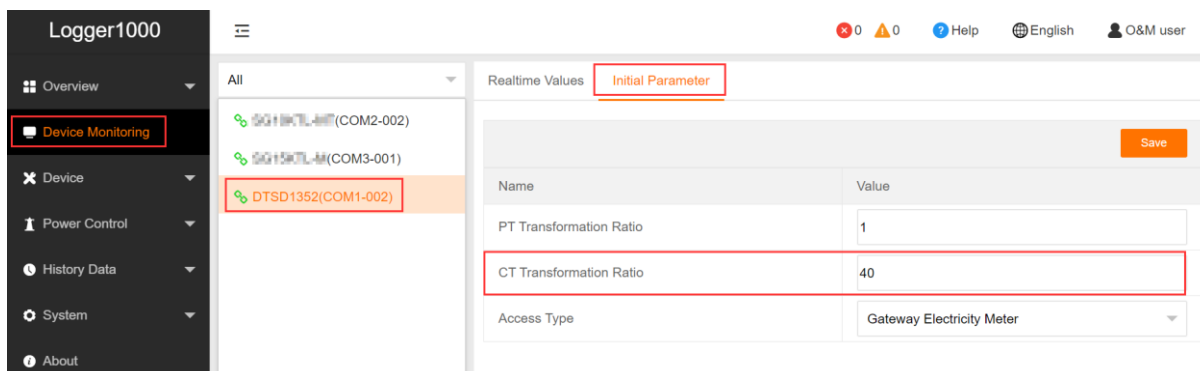 Logger1000
0 0 Help English O&M user
Overview
Device Monitoring
Device
Power Control
History Data
System
About
All
(COM2-002)
(COM3-001)
DTSD1352(COM1-002)
Realtime Values Initial Parameter
Save
Name Value
PT Transformation Ratio 1
CT Transformation Ratio 40
Access Type Gateway Electricity Meter